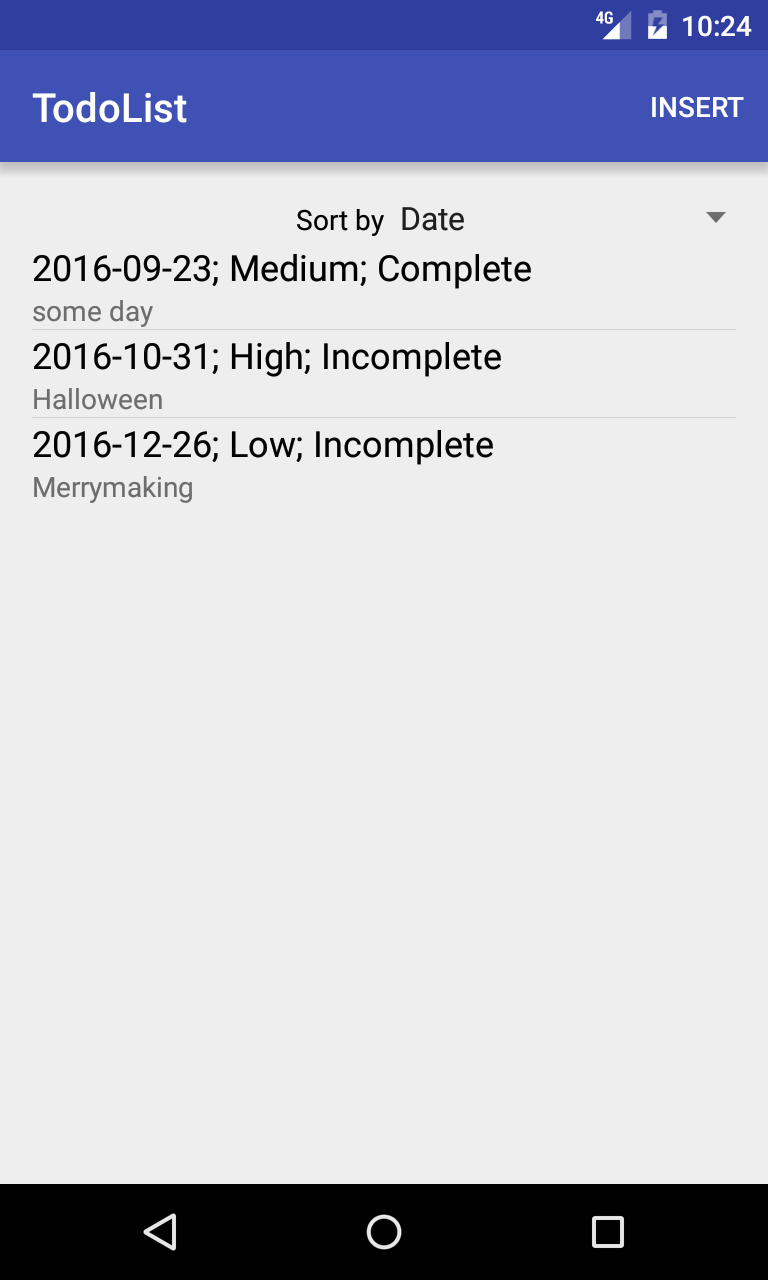 4G 10:24
TodoList INSERT
Sort by Date
2016-09-23; Medium; Complete
some day
2016-10-31; High; Incomplete
Halloween
2016-12-26; Low; Incomplete
Merrymaking